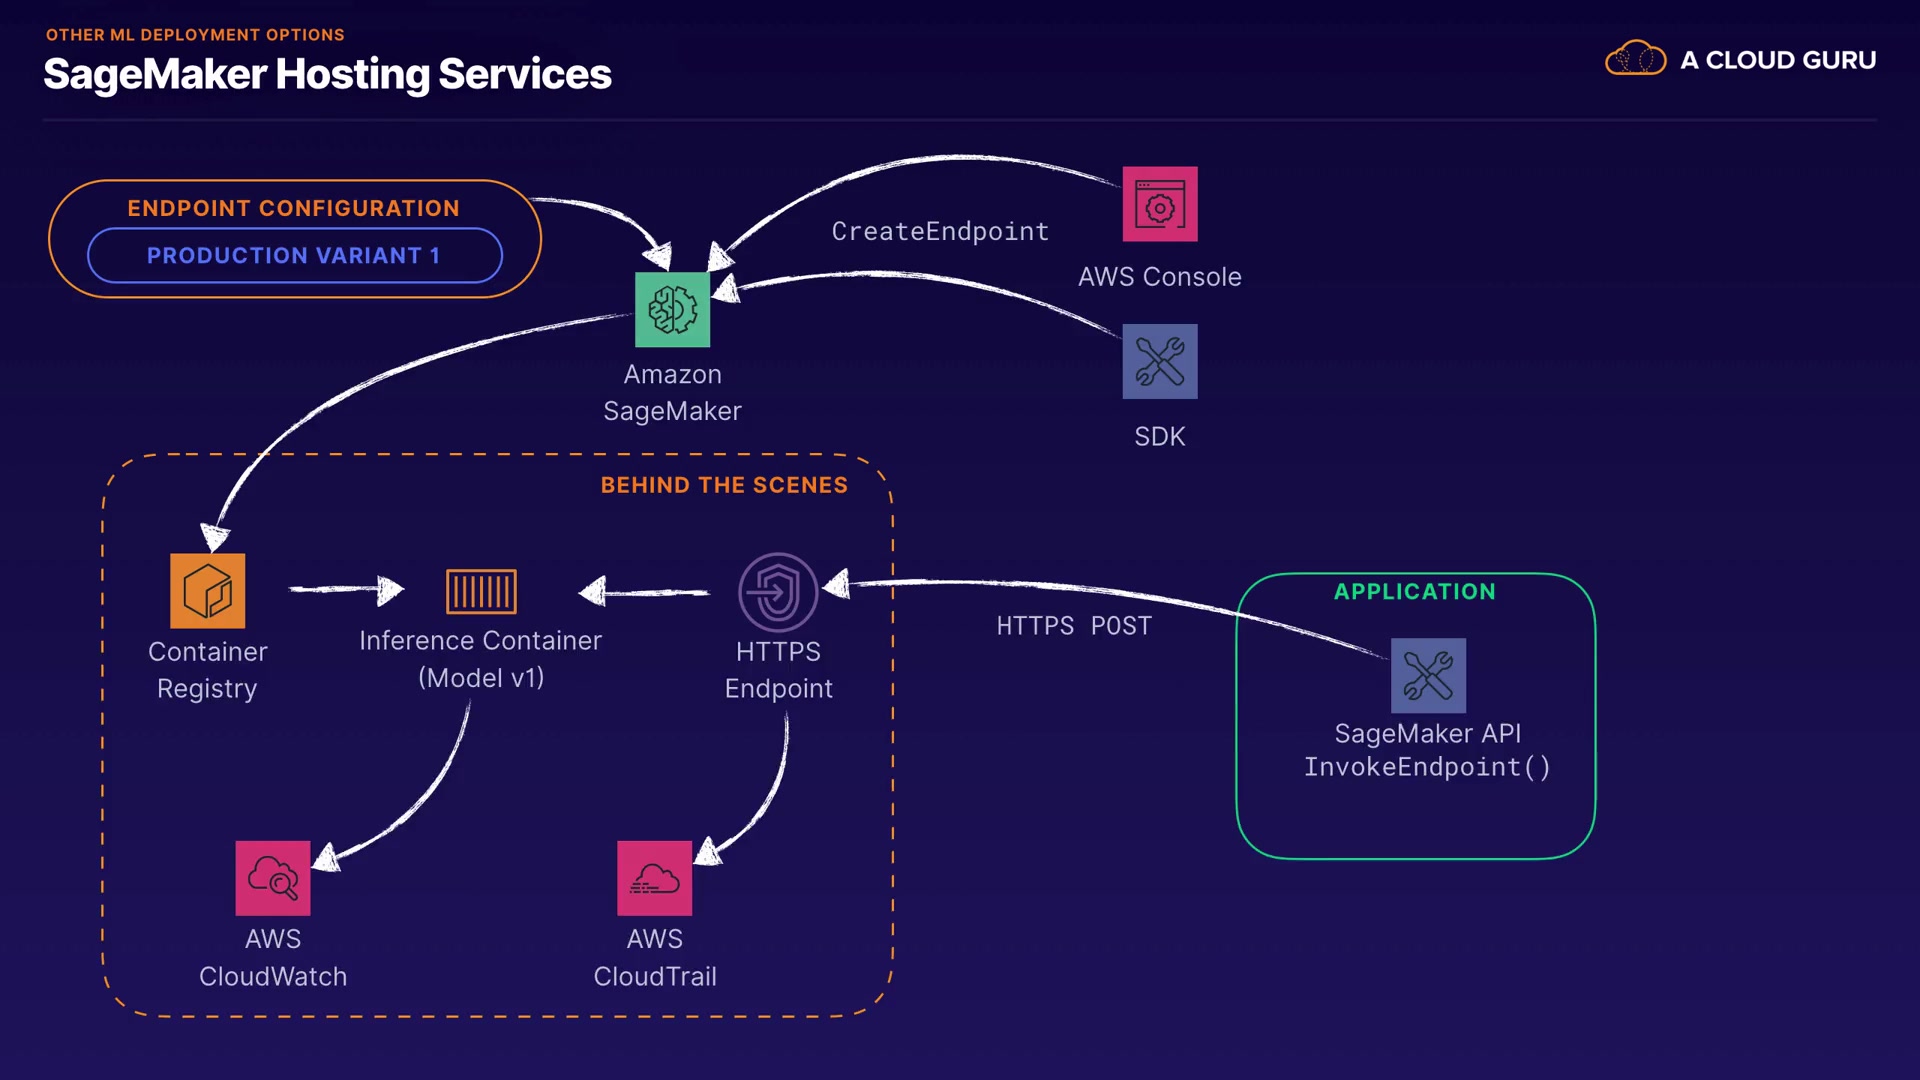 OTHER ML DEPLOYMENT OPTIONS
SageMaker Hosting Services
A CLOUD GURU
ENDPOINT CONFIGURATION
PRODUCTION VARIANT 1
CreateEndpoint
AWS Console
Amazon
SageMaker
SDK
BEHIND THE SCENES
Container
Registry
Inference Container
(Model v1)
HTTPS
Endpoint
HTTPS POST
APPLICATION
SageMaker API
InvokeEndpoint()
AWS
CloudWatch
AWS
CloudTrail